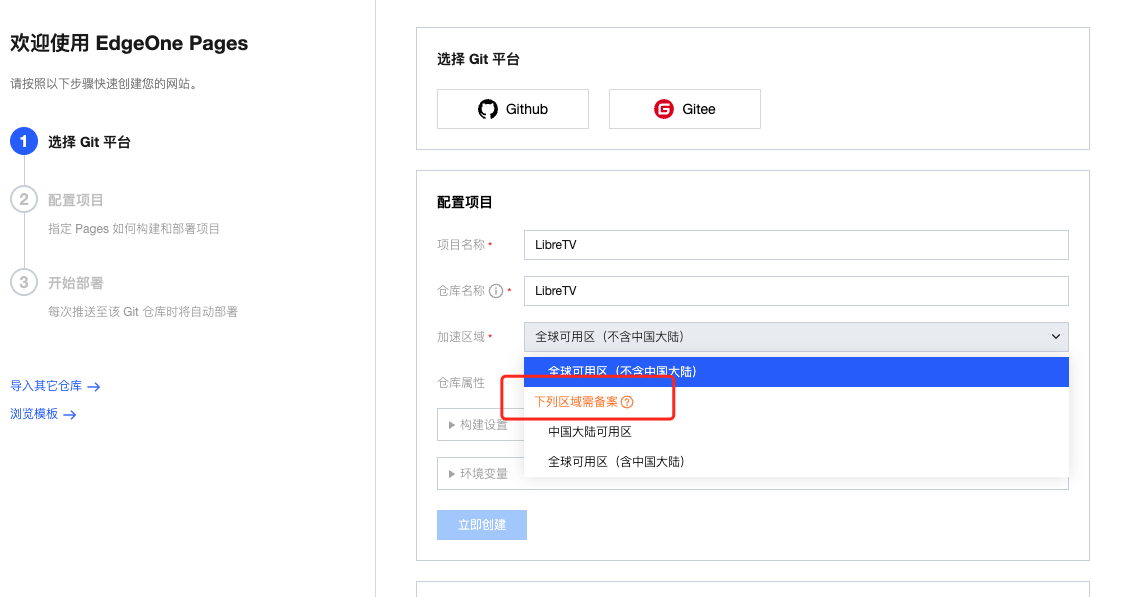 欢迎使用 EdgeOne Pages
请按照以下步骤快速创建您的网站。
1 选择 Git 平台
2 配置项目
指定 Pages 如何构建和部署项目
3 开始部署
每次推送至该 Git 仓库时将自动部署
导入其它仓库 →
浏览模板 →
选择 Git 平台
Github
Gitee
配置项目
项目名称 * LibreTV
仓库名称 * LibreTV
加速区域 * 全球可用区（不含中国大陆）
全球可用区（不含中国大陆）
仓库属性
下列区域需备案
构建设置
中国大陆可用区
全球可用区（含中国大陆）
环境变量
立即创建